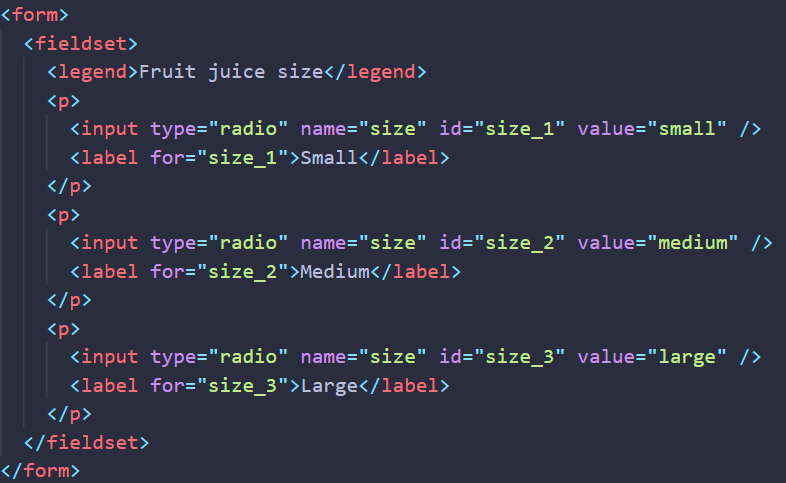 <form>
<fieldset>
<legend>Fruit juice size</legend>
<p>
<input type="radio" name="size" id="size_1" value="small" />
<label for="size_1">Small</label>
</p>
<p>
<input type="radio" name="size" id="size_2" value="medium" />
<label for="size_2">Medium</label>
</p>
<p>
<input type="radio" name="size" id="size_3" value="large" />
<label for="size_3">Large</label>
</p>
</fieldset>
</form>